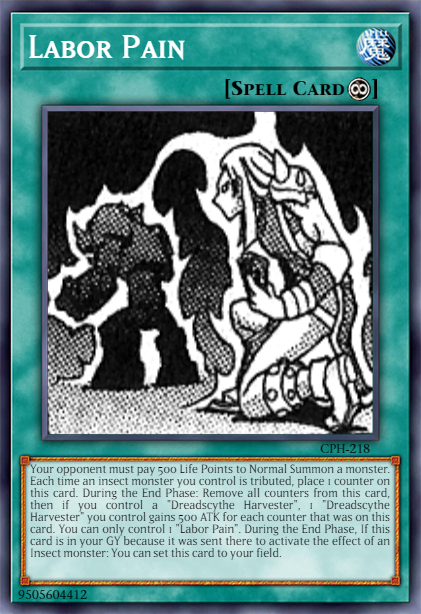 Labor Pain
魔
[Spell Card∞]
CPH-218
Your opponent must pay 500 Life Points to Normal Summon a monster.
Each time an insect monster you control is tributed, place 1 counter on
this card. During the End Phase: Remove all counters from this card,
then if you control a "Dreadscythe Harvester", 1 "Dreadscythe
Harvester" you control gains 500 ATK for each counter that was on this
card. You can only control 1 "Labor Pain". During the End Phase, If this
card is in your GY because it was sent there to activate the effect of an
Insect monster: You can set this card to your field.
9505604412